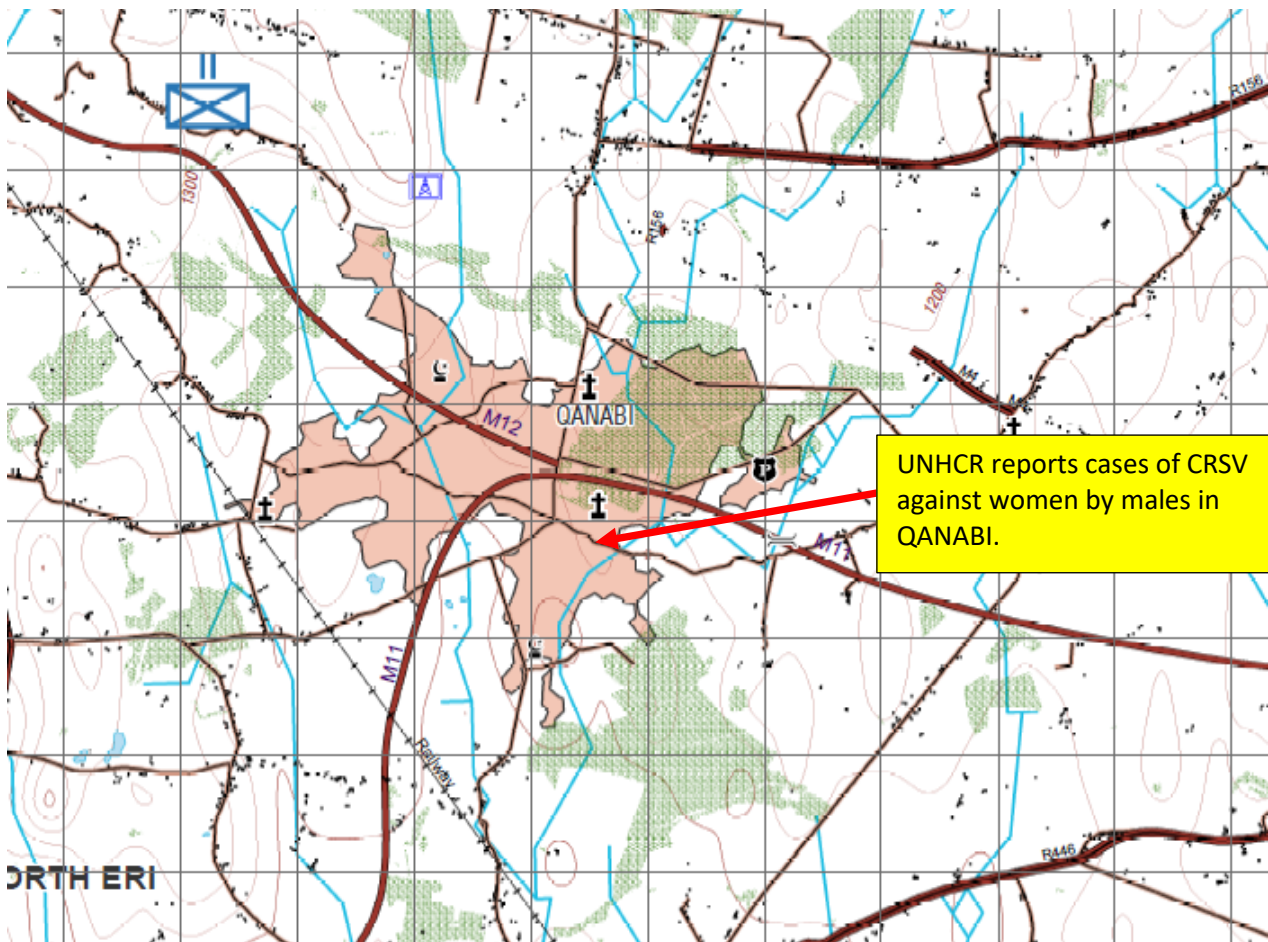 R156
1300
R156
1200
M4
QANABI
M12
UNHCR reports cases of CRSV
against women by males in
QANABI.
P
M11
M11
Railway
R446
ORTH ERI